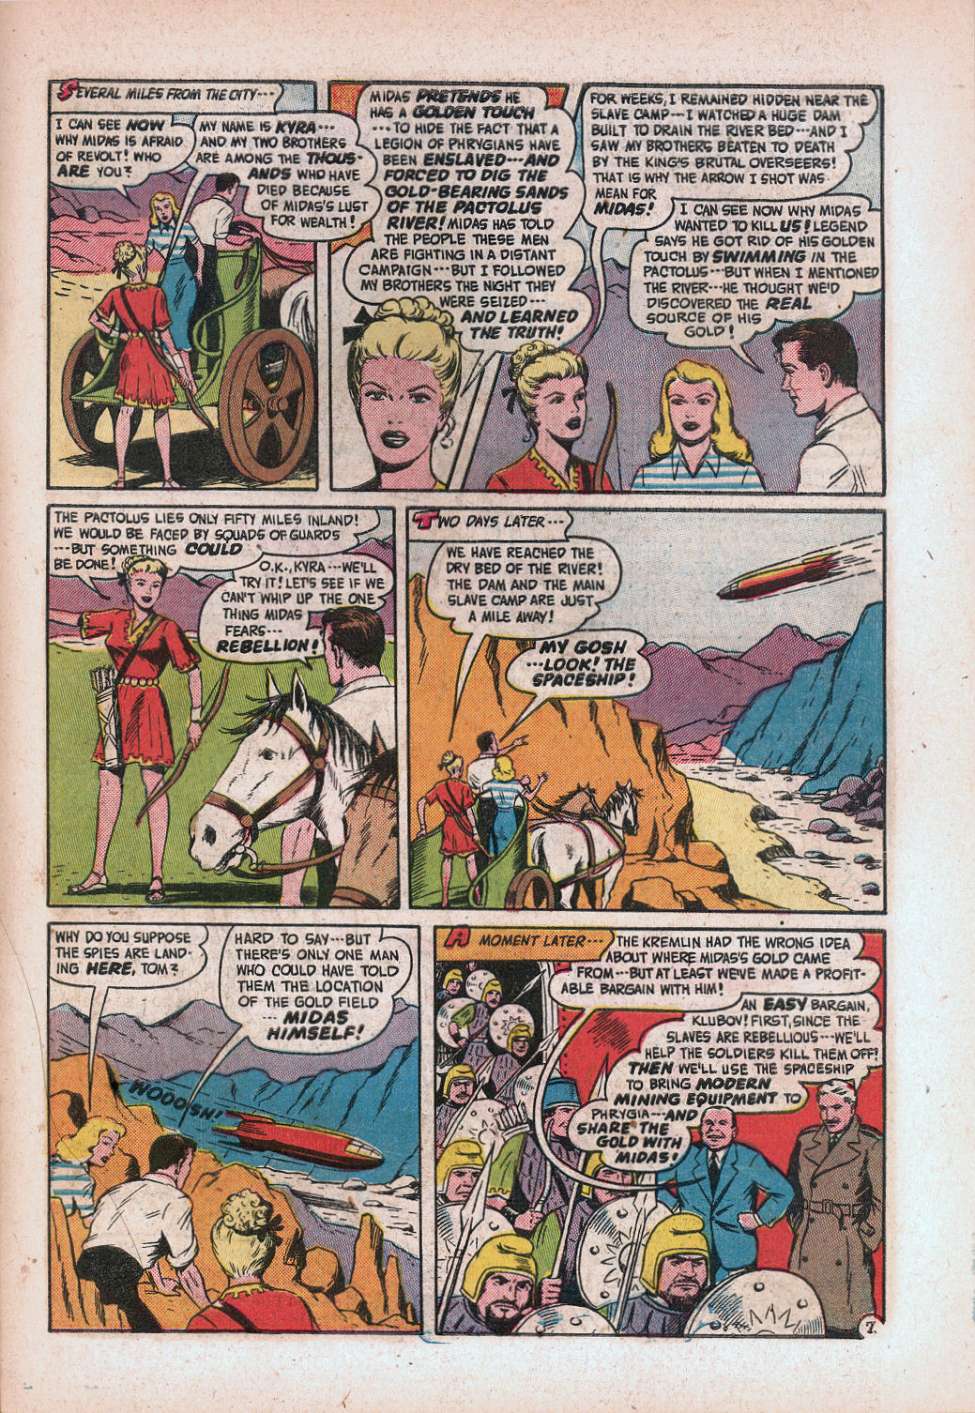 SEVERAL MILES FROM THE CITY---
I CAN SEE NOW
WHY MIDAS IS AFRAID
OF REVOLT! WHO
ARE YOU?
MY NAME IS KYRA---
AND MY TWO BROTHERS
ARE AMONG THE THOUS-
ANDS WHO HAVE
DIED BECAUSE
OF MIDAS'S LUST
FOR WEALTH!
MIDAS PRETENDS HE
HAS A GOLDEN TOUCH
---TO HIDE THE FACT THAT A
LEGION OF PHRYGIANS HAVE
BEEN ENSLAVED---AND
FORCED TO DIG THE
GOLD-BEARING SANDS
OF THE PACTOLUS
RIVER! MIDAS HAS TOLD
THE PEOPLE THESE MEN
ARE FIGHTING IN A DISTANT
CAMPAIGN---BUT I FOLLOWED
MY BROTHERS THE NIGHT THEY
WERE SEIZED---
AND LEARNED
THE TRUTH!
FOR WEEKS, I REMAINED HIDDEN NEAR THE
SLAVE CAMP---I WATCHED A HUGE DAM
BUILT TO DRAIN THE RIVER BED---AND I
SAW MY BROTHERS BEATEN TO DEATH
BY THE KING'S BRUTAL OVERSEERS!
THAT IS WHY THE ARROW I SHOT WAS
MEAN FOR
MIDAS!
I CAN SEE NOW WHY MIDAS
WANTED TO KILL US! LEGEND
SAYS HE GOT RID OF HIS GOLDEN
TOUCH BY SWIMMING IN THE
PACTOLUS---BUT WHEN I MENTIONED
THE RIVER---HE THOUGHT WE'D
DISCOVERED THE REAL
SOURCE OF HIS
GOLD!
THE PACTOLUS LIES ONLY FIFTY MILES INLAND!
WE WOULD BE FACED BY SQUADS OF GUARDS
---BUT SOMETHING COULD
BE DONE!
O.K., KYRA---WE'LL
TRY IT! LET'S SEE IF WE
CAN'T WHIP UP THE ONE
THING MIDAS
FEARS---
REBELLION!
TWO DAYS LATER---
WE HAVE REACHED THE
DRY BED OF THE RIVER!
THE DAM AND THE MAIN
SLAVE CAMP ARE JUST
A MILE AWAY!
MY GOSH
---LOOK! THE
SPACESHIP!
WHY DO YOU SUPPOSE
THE SPIES ARE LAND-
ING HERE, TOM?
HARD TO SAY---BUT
THERE'S ONLY ONE MAN
WHO COULD HAVE TOLD
THEM THE LOCATION
OF THE GOLD FIELD
---MIDAS
HIMSELF!
WOOOSH!
A MOMENT LATER---
THE KREMLIN HAD THE WRONG IDEA
ABOUT WHERE MIDAS'S GOLD CAME
FROM---BUT AT LEAST WE'VE MADE A PROFIT-
ABLE BARGAIN WITH HIM!
AN EASY BARGAIN,
KLUBOV! FIRST, SINCE THE
SLAVES ARE REBELLIOUS---WE'LL
HELP THE SOLDIERS KILL THEM OFF!
THEN WE'LL USE THE SPACESHIP
TO BRING MODERN
MINING EQUIPMENT TO
PHRYGIA---AND
SHARE THE
GOLD WITH
MIDAS!
7.